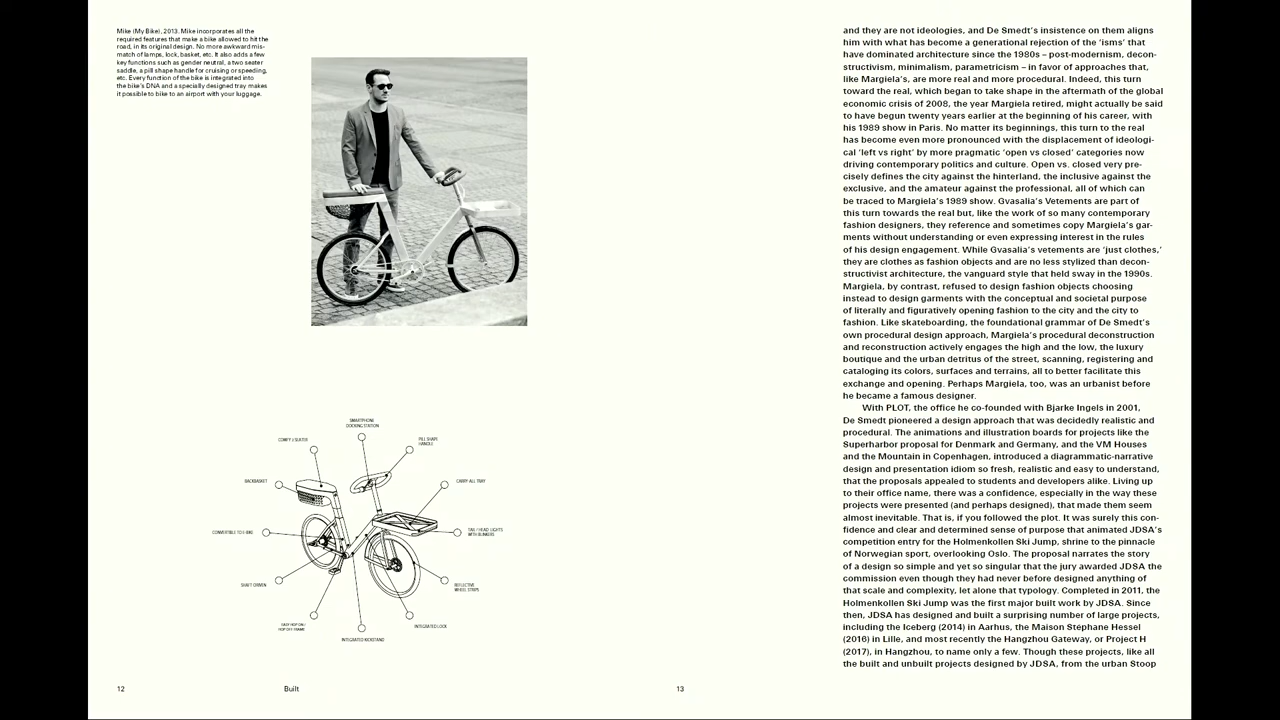 Mike (My Bike), 2013. Mike incorporates all the
required features that make a bike allowed to hit the
road, in its original design. No more awkward mis-
match of lamps, lock, basket, etc. It also adds a few
key functions such as gender neutral, a two seater
saddle, a pill shape handle for cruising or speeding,
etc. Every function of the bike is integrated into
the bike's DNA and a specially designed tray makes
it possible to bike to an airport with your luggage.
SMARTPHONE
DOCKING STATION
COMFY 2 SEATER
PILL SHAPE
HANDLE
BACKBASKET
CARRY-ALL TRAY
CONVERTIBLE TO E-BIKE
TAIL / HEAD LIGHTS
WITH BLINKERS
SHAFT DRIVEN
REFLECTIVE
WHEEL STRIPS
EASY HOP ON /
HOP OFF FRAME
INTEGRATED LOCK
INTEGRATED KICKSTAND
12
Built
13
and they are not ideologies, and De Smedt's insistence on them aligns
him with what has become a generational rejection of the ‘isms’ that
have dominated architecture since the 1980s – post-modernism, decon-
structivism, minimalism, parametricism – in favor of approaches that,
like Margiela's, are more real and more procedural. Indeed, this turn
toward the real, which began to take shape in the aftermath of the global
economic crisis of 2008, the year Margiela retired, might actually be said
to have begun twenty years earlier at the beginning of his career, with
his 1989 show in Paris. No matter its beginnings, this turn to the real
has become even more pronounced with the displacement of ideologi-
cal ‘left vs right’ by more pragmatic ‘open vs closed’ categories now
driving contemporary politics and culture. Open vs. closed very pre-
cisely defines the city against the hinterland, the inclusive against the
exclusive, and the amateur against the professional, all of which can
be traced to Margiela's 1989 show. Gvasalia's Vetements are part of
this turn towards the real but, like the work of so many contemporary
fashion designers, they reference and sometimes copy Margiela's gar-
ments without understanding or even expressing interest in the rules
of his design engagement. While Gvasalia's vetements are ‘just clothes,’
they are clothes as fashion objects and are no less stylized than decon-
structivist architecture, the vanguard style that held sway in the 1990s.
Margiela, by contrast, refused to design fashion objects choosing
instead to design garments with the conceptual and societal purpose
of literally and figuratively opening fashion to the city and the city to
fashion. Like skateboarding, the foundational grammar of De Smedt's
own procedural design approach, Margiela's procedural deconstruction
and reconstruction actively engages the high and the low, the luxury
boutique and the urban detritus of the street, scanning, registering and
cataloging its colors, surfaces and terrains, all to better facilitate this
exchange and opening. Perhaps Margiela, too, was an urbanist before
he became a famous designer.
With PLOT, the office he co-founded with Bjarke Ingels in 2001,
De Smedt pioneered a design approach that was decidedly realistic and
procedural. The animations and illustration boards for projects like the
Superharbor proposal for Denmark and Germany, and the VM Houses
and the Mountain in Copenhagen, introduced a diagrammatic-narrative
design and presentation idiom so fresh, realistic and easy to understand,
that the proposals appealed to students and developers alike. Living up
to their office name, there was a confidence, especially in the way these
projects were presented (and perhaps designed), that made them seem
almost inevitable. That is, if you followed the plot. It was surely this con-
fidence and clear and determined sense of purpose that animated JDSA's
competition entry for the Holmenkollen Ski Jump, shrine to the pinnacle
of Norwegian sport, overlooking Oslo. The proposal narrates the story
of a design so simple and yet so singular that the jury awarded JDSA the
commission even though they had never before designed anything of
that scale and complexity, let alone that typology. Completed in 2011, the
Holmenkollen Ski Jump was the first major built work by JDSA. Since
then, JDSA has designed and built a surprising number of large projects,
including the Iceberg (2014) in Aarhus, the Maison Stéphane Hessel
(2016) in Lille, and most recently the Hangzhou Gateway, or Project H
(2017), in Hangzhou, to name only a few. Though these projects, like all
the built and unbuilt projects designed by JDSA, from the urban Stoop